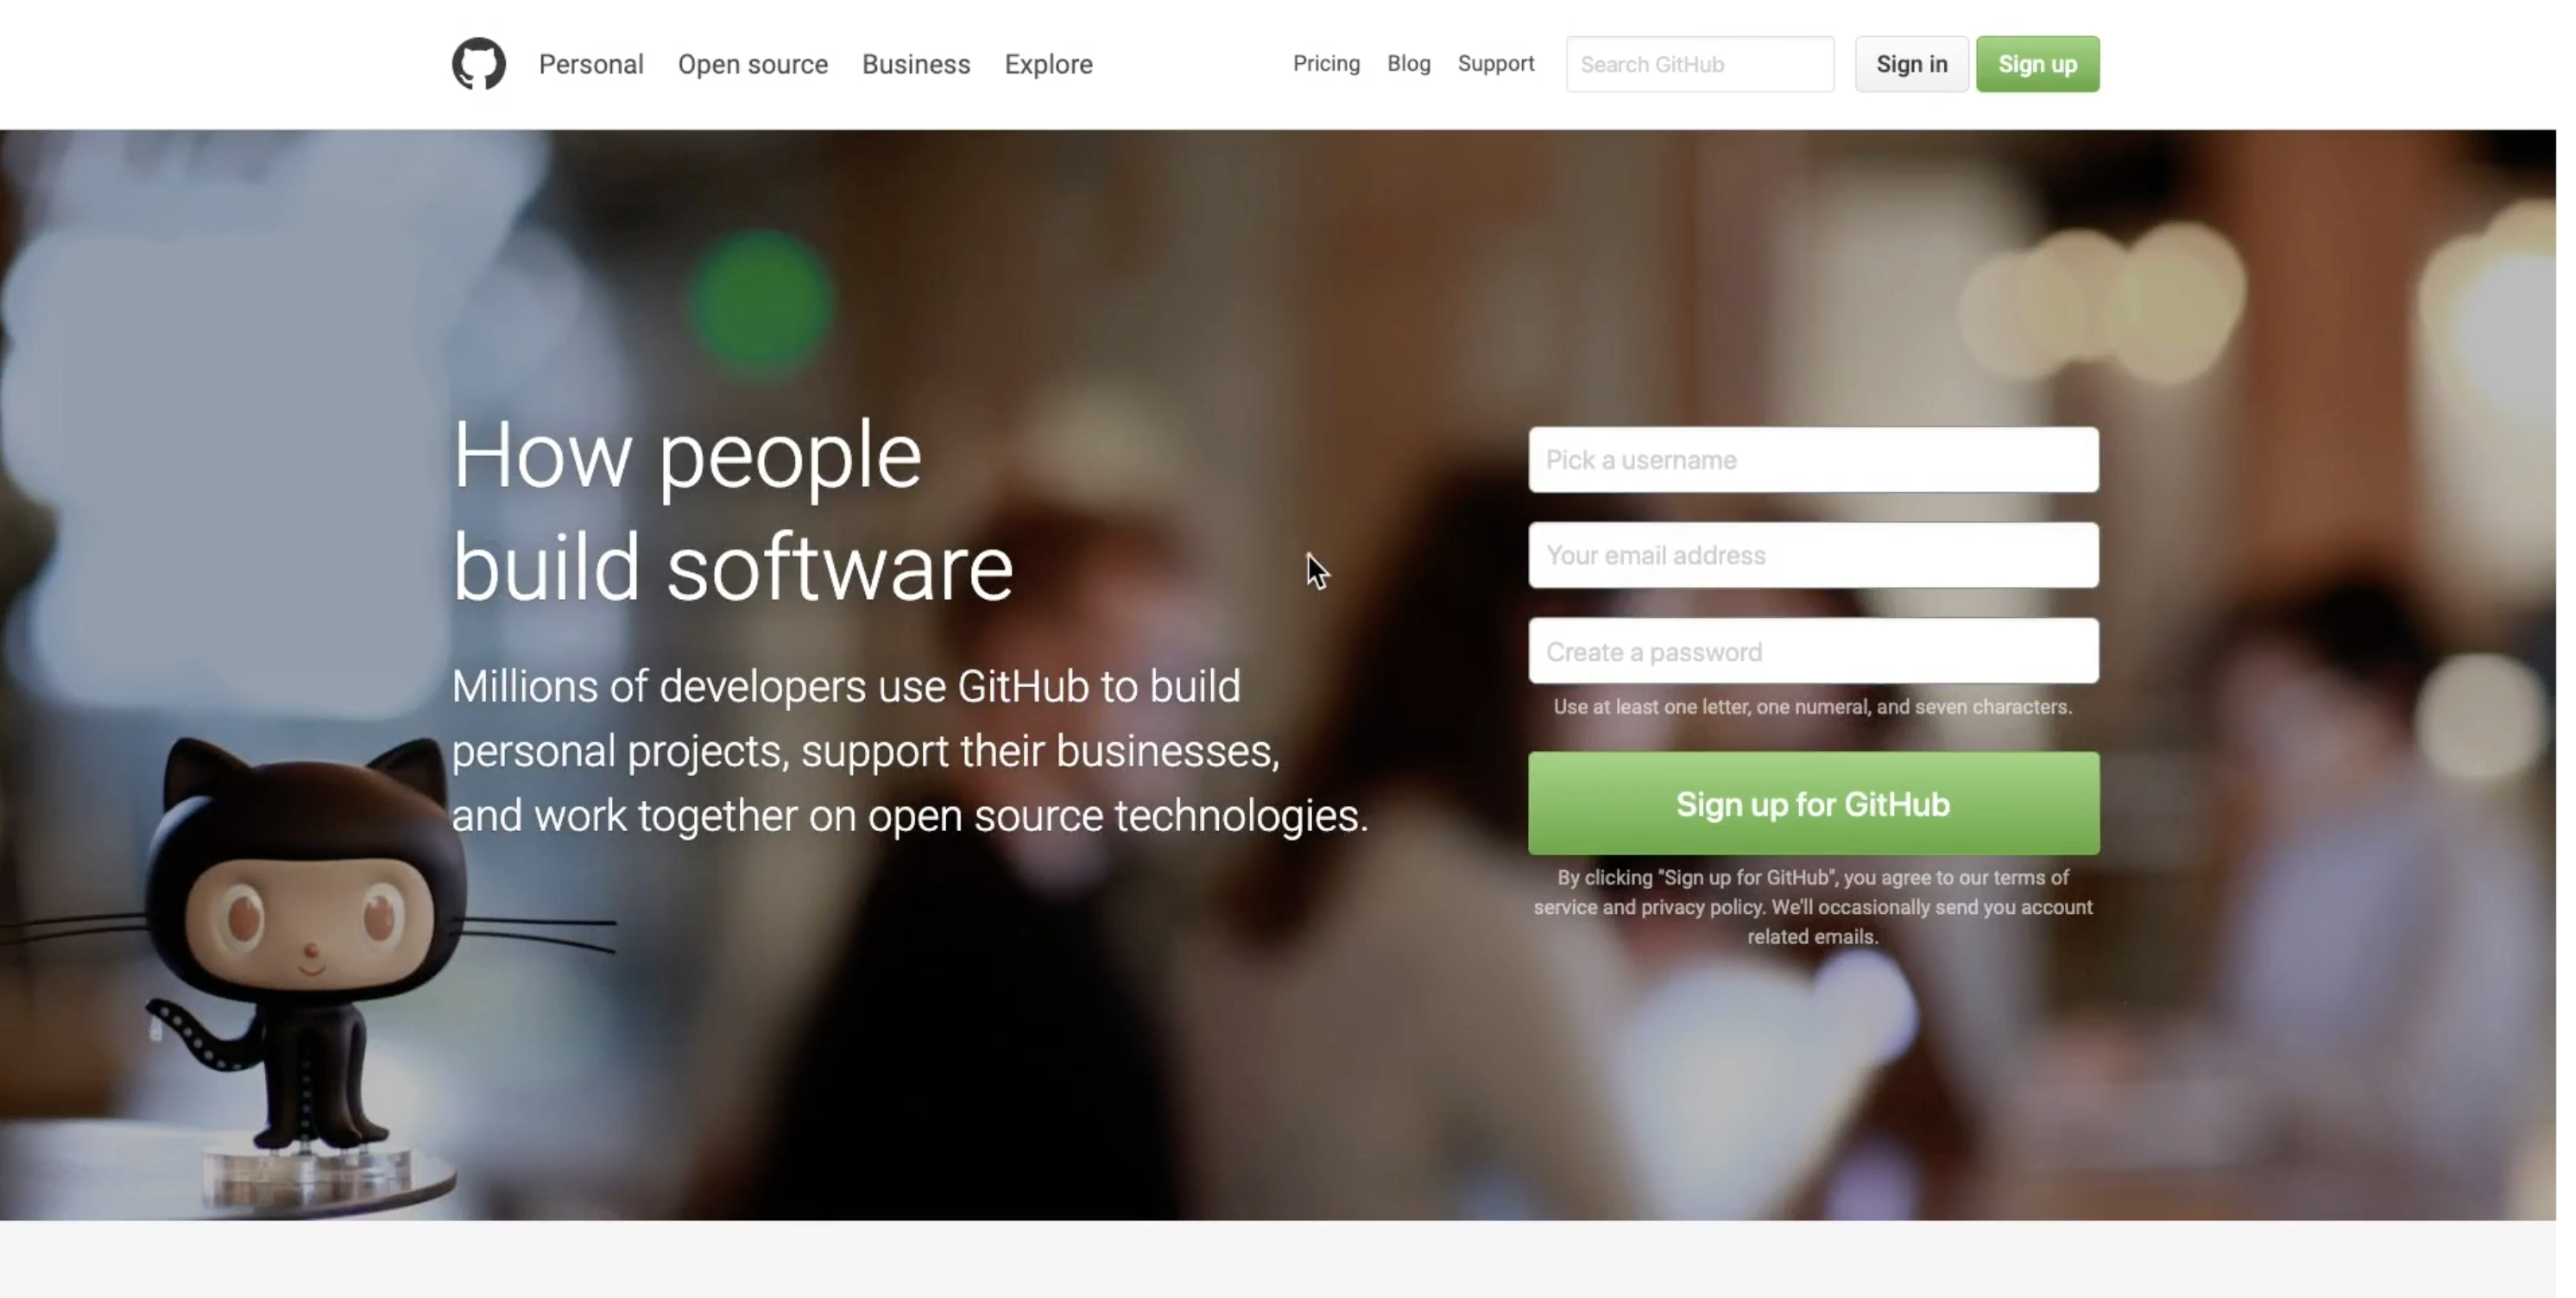 Personal Open source Business Explore Pricing Blog Support Search GitHub Sign in Sign up
How people
build software
Millions of developers use GitHub to build
personal projects, support their businesses,
and work together on open source technologies.
Pick a username
Your email address
Create a password
Use at least one letter, one numeral, and seven characters.
Sign up for GitHub
By clicking "Sign up for GitHub", you agree to our terms of
service and privacy policy. We'll occasionally send you account
related emails.